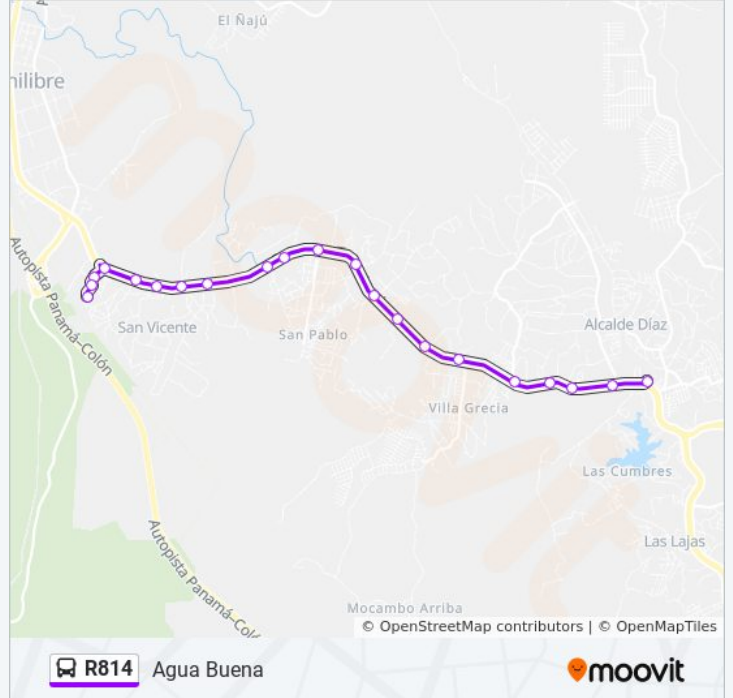 El Ñajú
nilibre
Autopista Panamá–Colón
San Vicente
San Pablo
Alcalde Díaz
Villa Grecia
Las Cumbres
Autopista Panamá–Coló
Las Lajas
Mocambo Arriba
© OpenStreetMap contributors | © OpenMapTiles
R814 Agua Buena
moovit